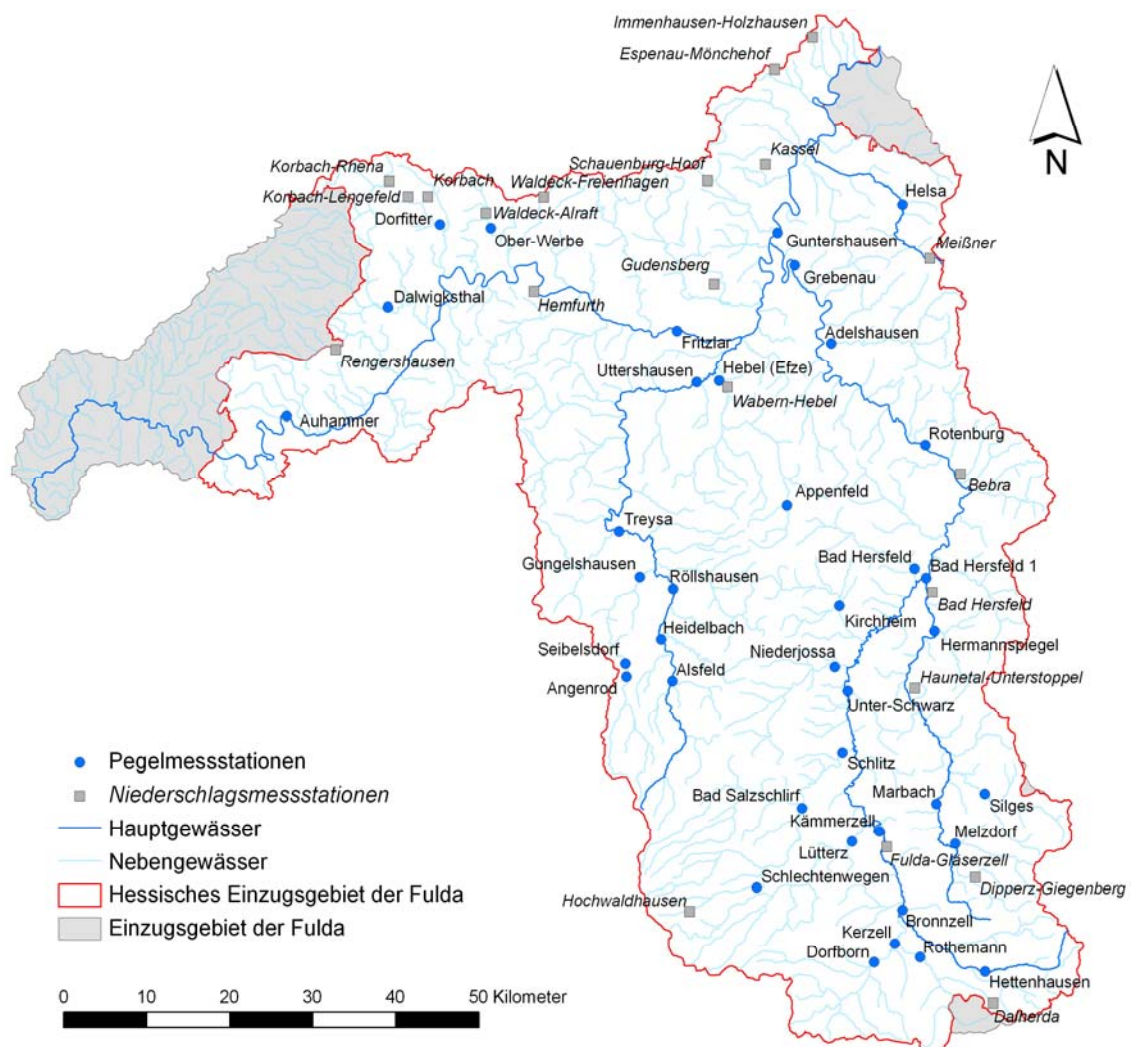 Immenhausen-Holzhausen
Espenau-Mönchehof
N
Kassel
Schauenburg-Hoof
Korbach-Rhena
Korbach
Waldeck-Freienhagen
Korbach-Lengefeld
Waldeck-Alraft
Helsa
Dorfitter
Ober-Werbe
Guntershausen
Meißner
Gudensberg
Grebenau
Dalwigksthal
Hemfurth
Fritzlar
Adelshausen
Rengershausen
Uttershausen
Hebel (Efze)
Wabern-Hebel
Auhammer
Rotenburg
Bebra
Appenfeld
Treysa
Bad Hersfeld
Bad Hersfeld 1
Gungelshausen
Röllshausen
Bad Hersfeld
Kirchheim
Heidelbach
Hermannspiegel
Seibelsdorf
Niederjossa
Alsfeld
Haunetal-Unterstoppel
Angenrod
Unter-Schwarz
Schlitz
Pegelmessstationen
Niederschlagsmessstationen
Hauptgewässer
Nebengewässer
Hessisches Einzugsgebiet der Fulda
Einzugsgebiet der Fulda
Bad Salzschlirf
Marbach
Silges
Kämmerzell
Melzdorf
Lütterz
Fulda-Gläserzell
Schlechtenwegen
Dipperz-Giegenberg
Hochwaldhausen
Bronnzell
Kerzell
Rothemann
Dorfborn
Hettenhausen
Dalherda
0 10 20 30 40 50 Kilometer